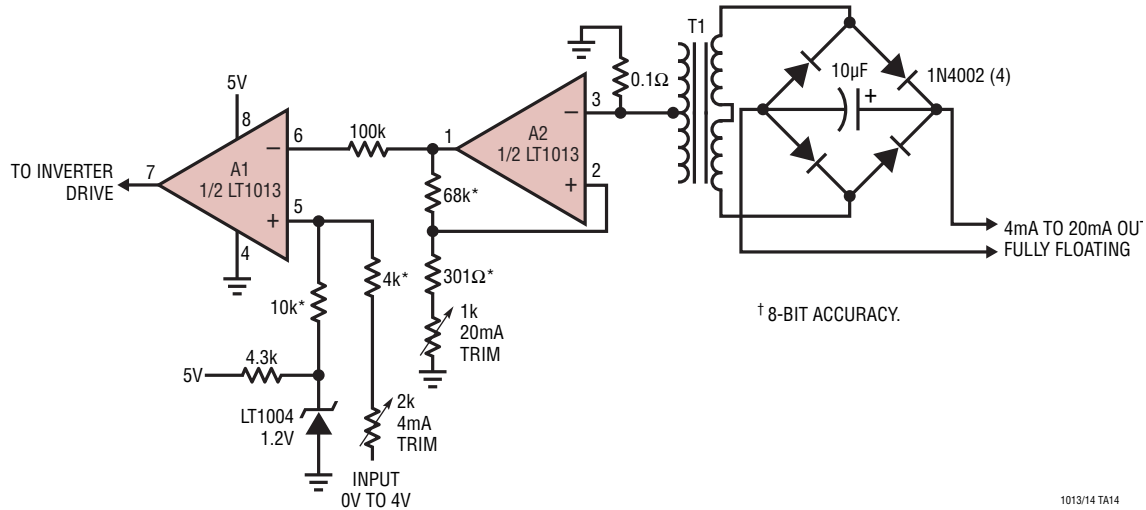 T1
10µF
+
1N4002 (4)
0.1Ω
5V
8
6
–
100k
1
A2
1/2 LT1013
3
–
2
+
TO INVERTER
DRIVE
7
A1
1/2 LT1013
5
+
4
68k*
301Ω*
1k
20mA
TRIM
4k*
10k*
4.3k
5V
LT1004
1.2V
2k
4mA
TRIM
INPUT
0V TO 4V
4mA TO 20mA OUT
FULLY FLOATING
† 8-BIT ACCURACY.
1013/14 TA14